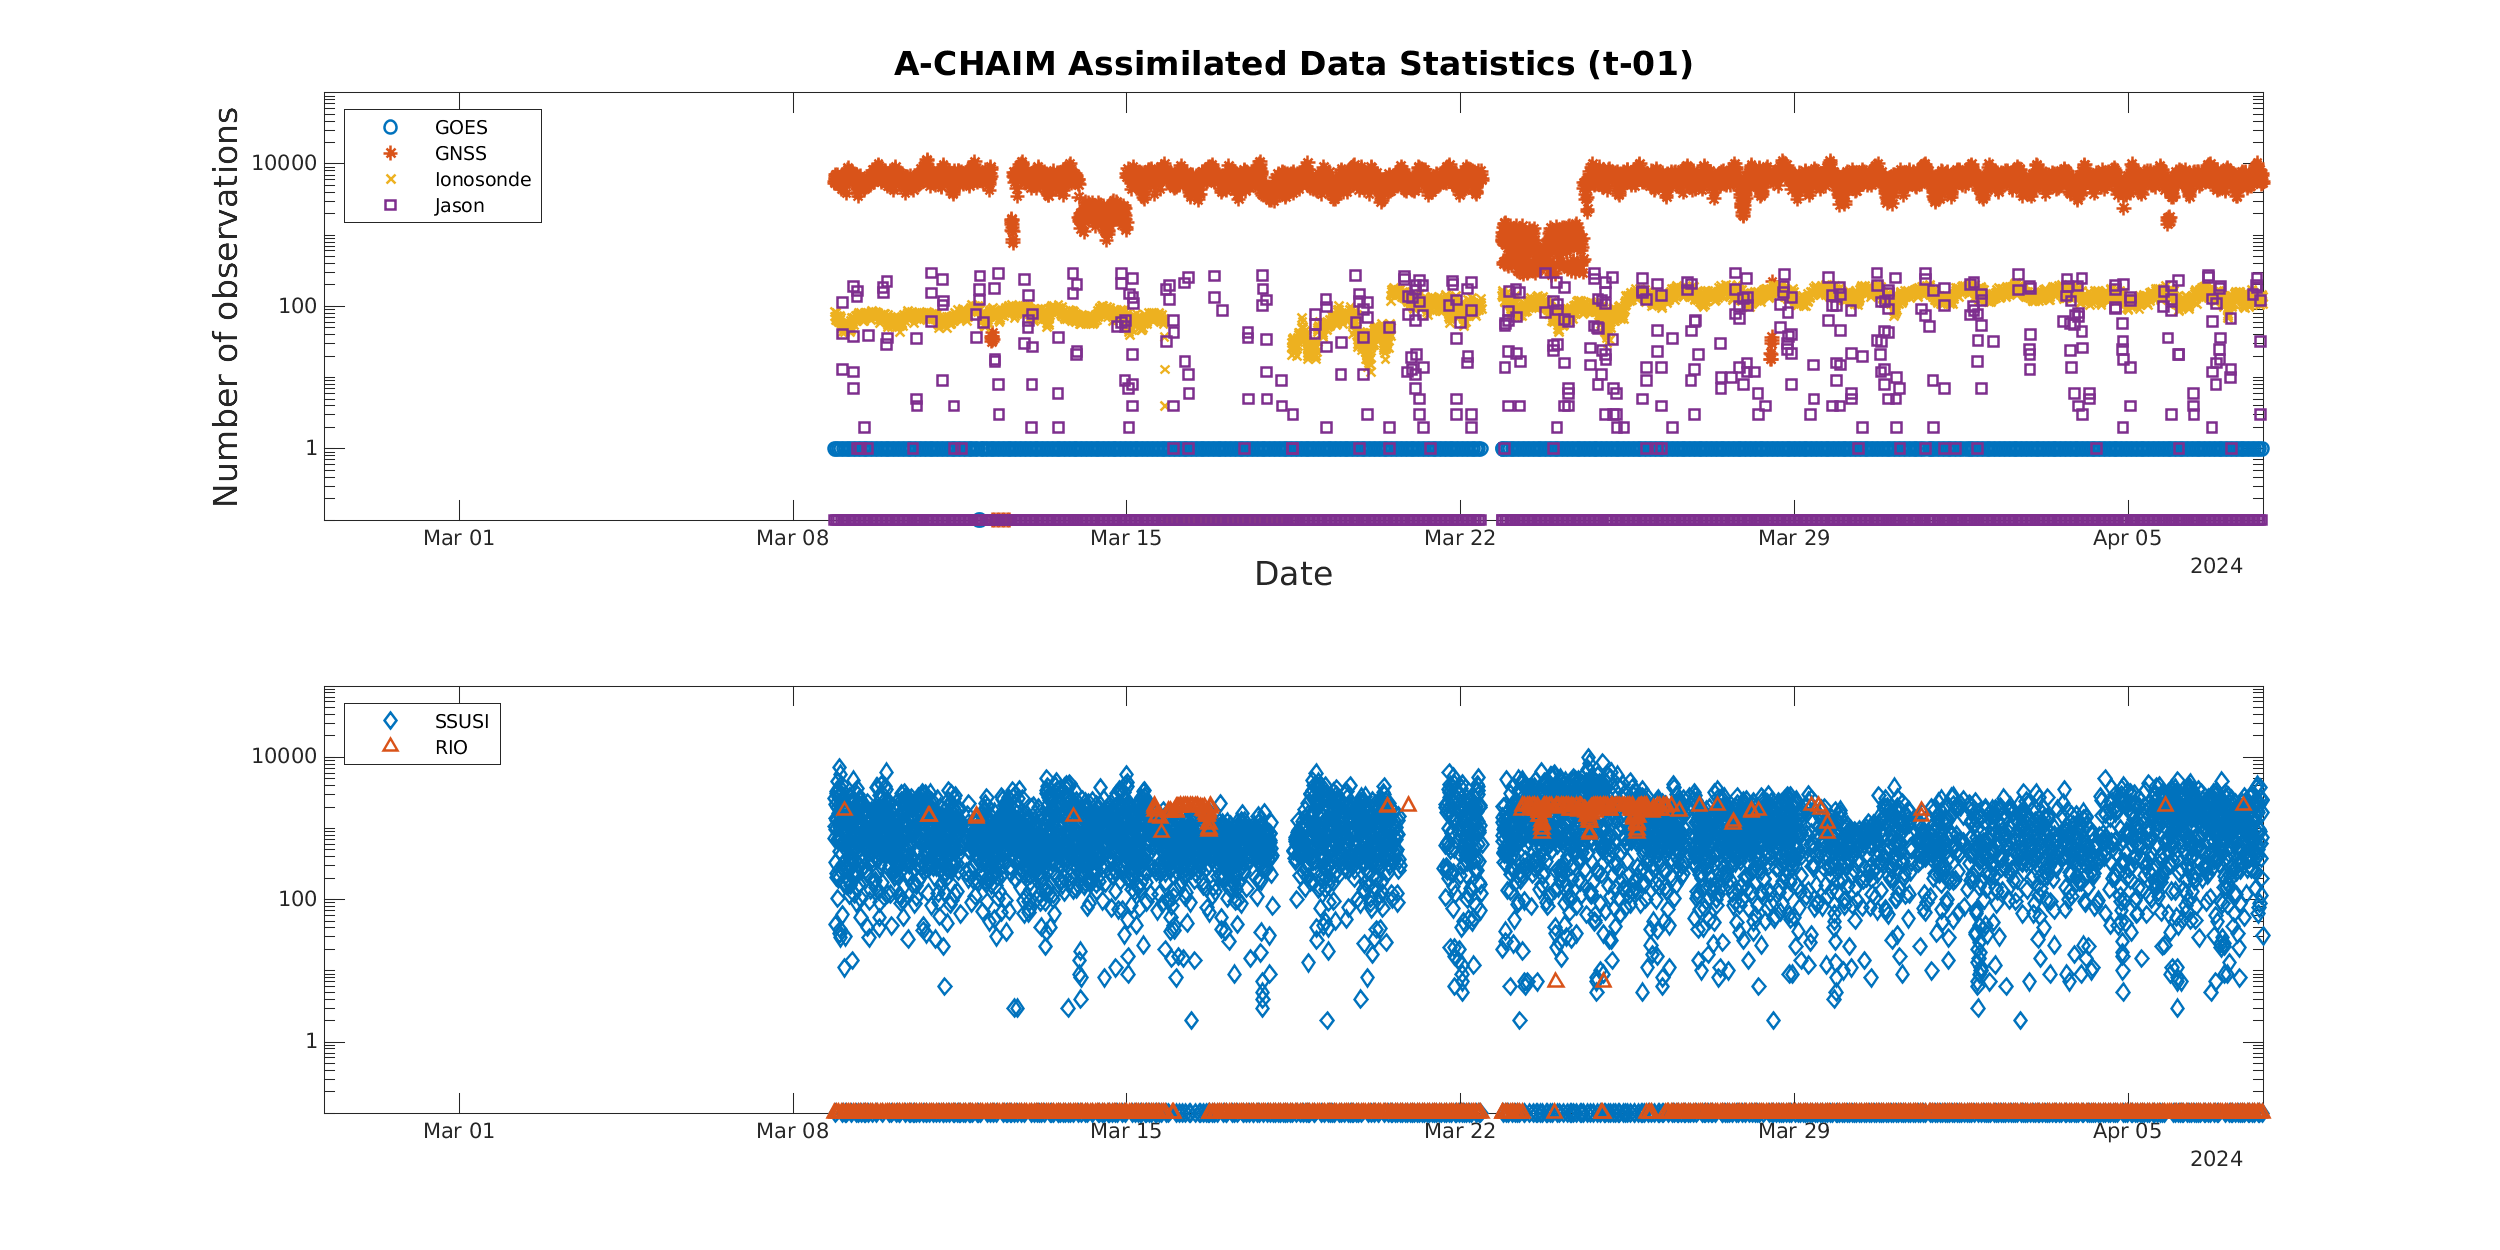 A-CHAIM Assimilated Data Statistics (t-01)
Number of observations
10000
100
1
GOES
GNSS
Ionosonde
Jason
Mar 01
Mar 08
Mar 15
Mar 22
Mar 29
Apr 05
2024
Date
10000
100
1
SSUSI
RIO
Mar 01
Mar 08
Mar 15
Mar 22
Mar 29
Apr 05
2024